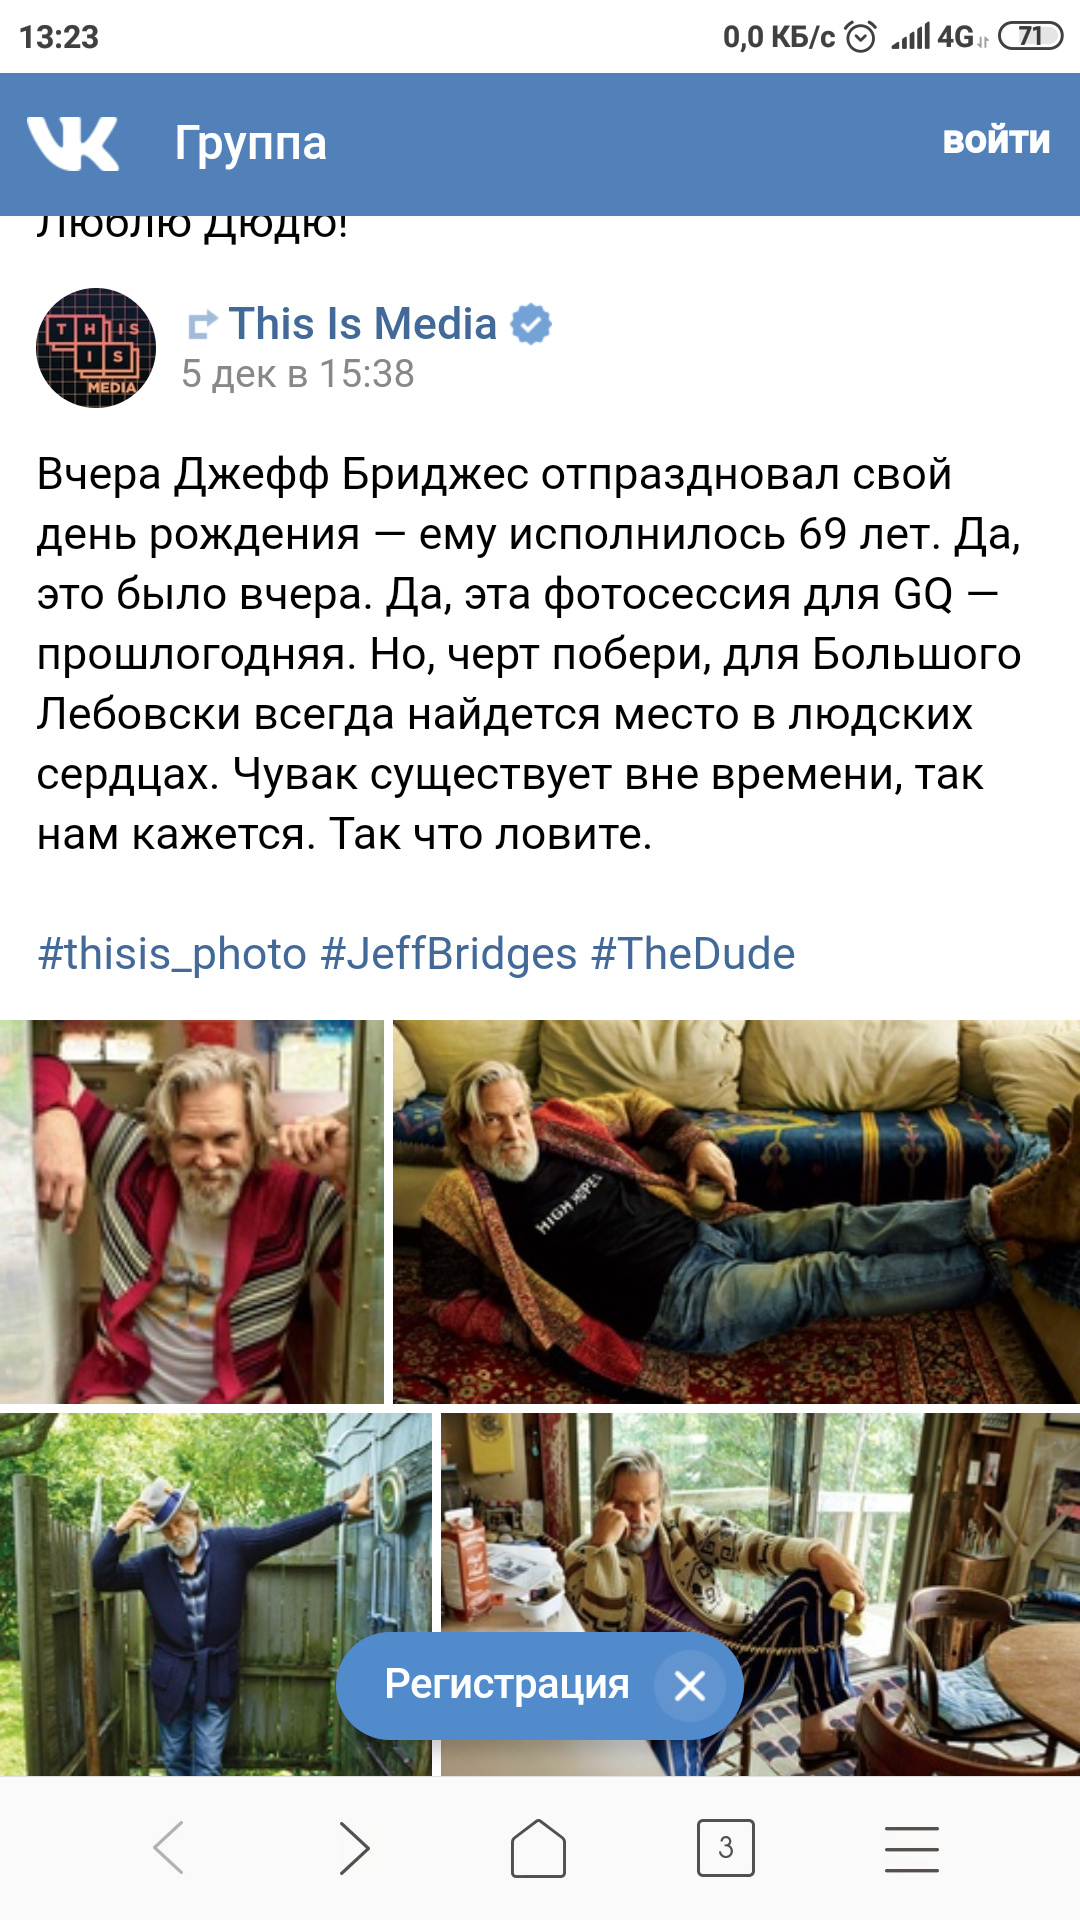 13:23
0,0 КБ/с
4G
71
VK
Группа
войти
Люблю Дюдю!
THIS
IS
MEDIA
This Is Media
5 дек в 15:38
Вчера Джефф Бриджес отпраздновал свой
день рождения — ему исполнилось 69 лет. Да,
это было вчера. Да, эта фотосессия для GQ —
прошлогодняя. Но, черт побери, для Большого
Лебовски всегда найдется место в людских
сердцах. Чувак существует вне времени, так
нам кажется. Так что ловите.
#thisis_photo #JeffBridges #TheDude
HIGH HOPES
Регистрация
3